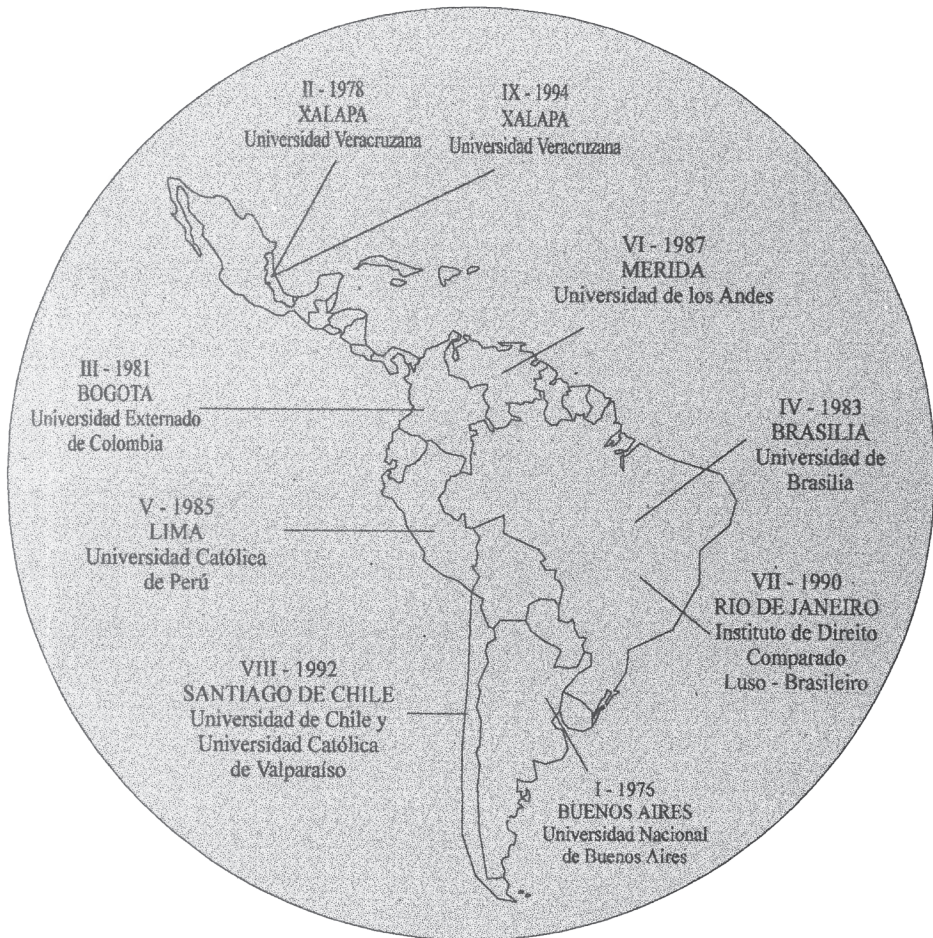 II - 1978
XALAPA
Universidad Veracruzana
IX - 1994
XALAPA
Universidad Veracruzana
VI - 1987
MERIDA
Universidad de los Andes
III - 1981
BOGOTA
Universidad Externado
de Colombia
IV - 1983
BRASILIA
Universidad de
Brasilia
V - 1985
LIMA
Universidad Católica
de Perú
VII - 1990
RIO DE JANEIRO
Instituto de Direito
Comparado
Luso - Brasileiro
VIII - 1992
SANTIAGO DE CHILE
Universidad de Chile y
Universidad Católica
de Valparaíso
I - 1976
BUENOS AIRES
Universidad Nacional
de Buenos Aires